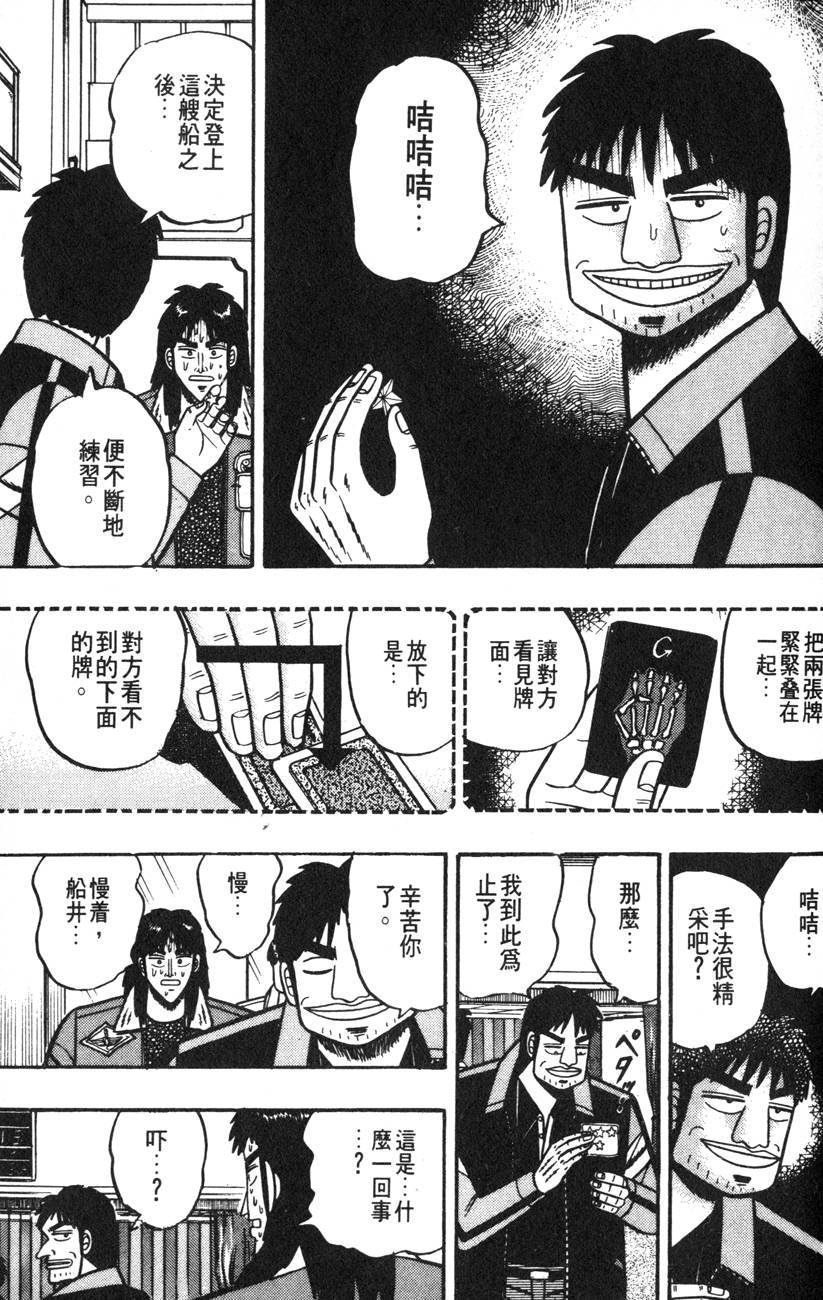 咭咭咭…
決定登上
這艘船之
後…
便不斷地
練習。
把兩張牌
緊緊叠在
一起…
讓對方
看見牌
面…
G
放下的
是…
對方看不
到的下面
的牌。
咭咭…
手法很精
采吧?
那麼…
我到此為
止了…
ペタッ
辛苦你
了。
慢…
慢着,
船井…
這是…什
麼一回事
…?
吓…?